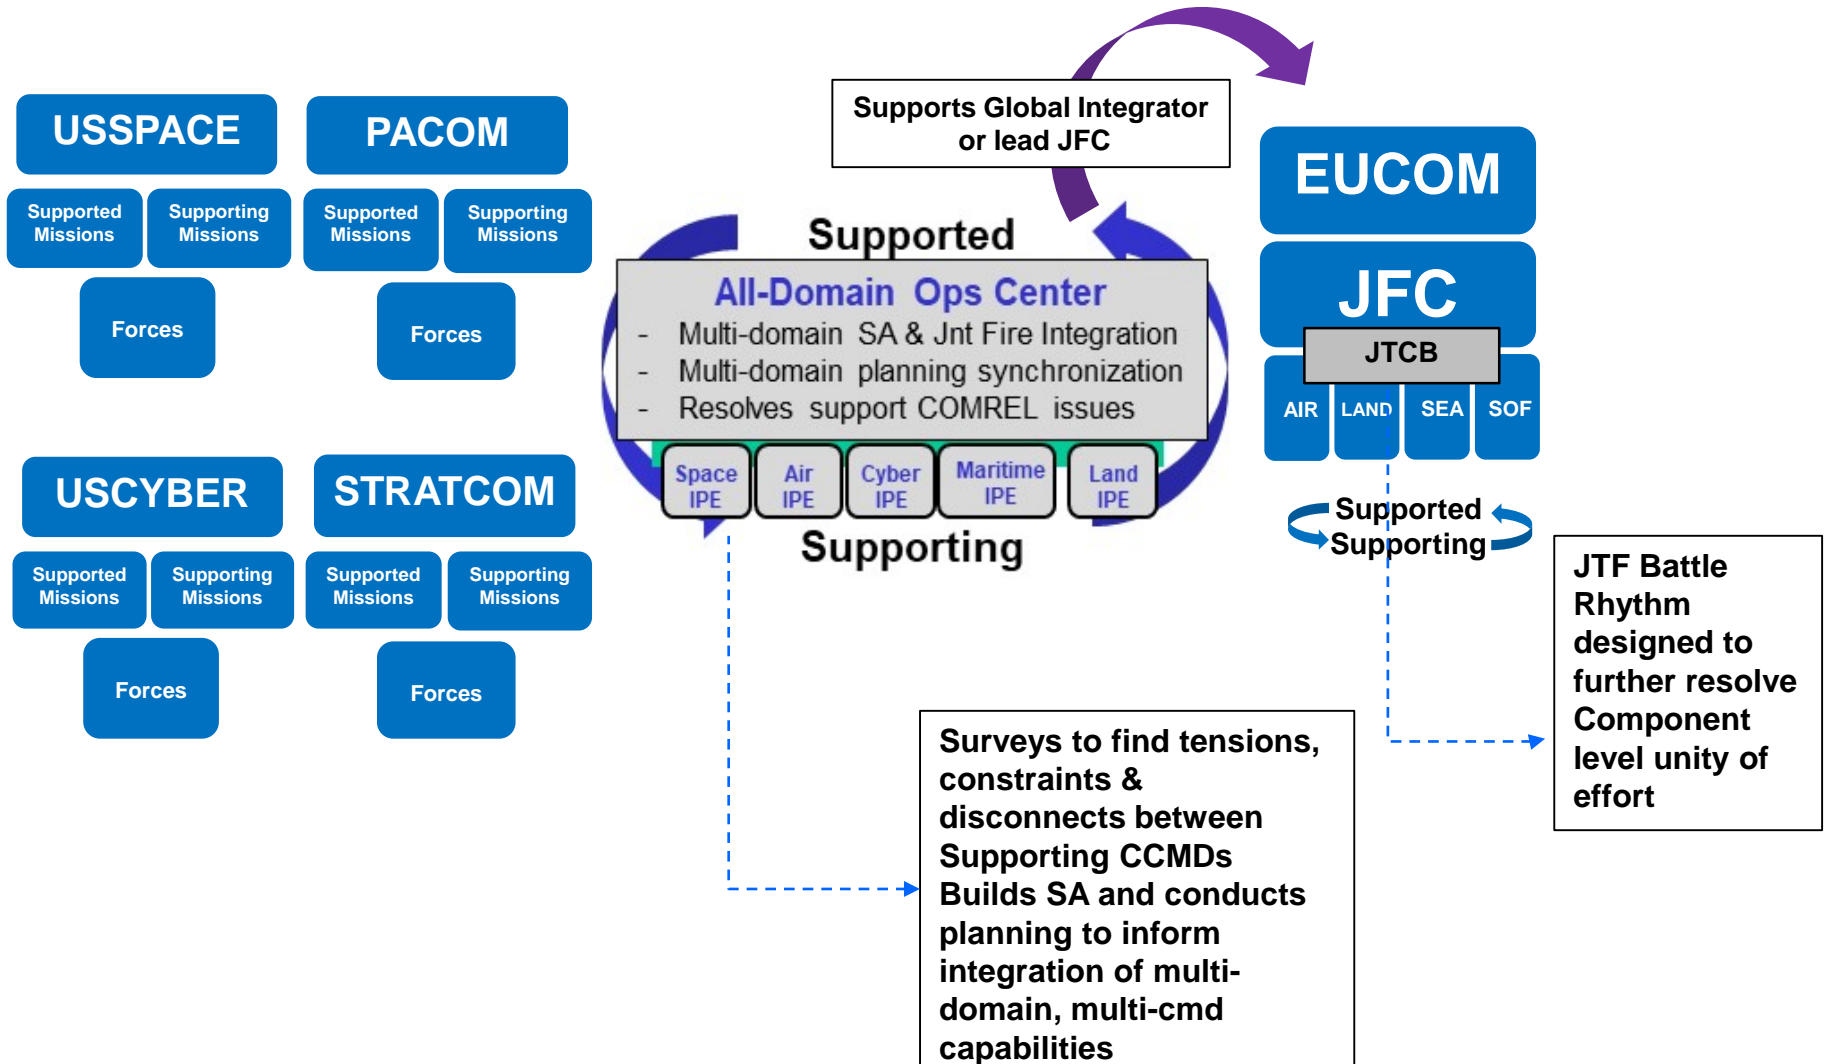 USSPACE
Supported
Missions
Supporting
Missions
Forces
PACOM
Supported
Missions
Supporting
Missions
Forces
USCYBER
Supported
Missions
Supporting
Missions
Forces
STRATCOM
Supported
Missions
Supporting
Missions
Forces
Supports Global Integrator
or lead JFC
Supported
All-Domain Ops Center
- Multi-domain SA & Jnt Fire Integration
- Multi-domain planning synchronization
- Resolves support COMREL issues
Space
IPE
Air
IPE
Cyber
IPE
Maritime
IPE
Land
IPE
Supporting
EUCOM
JFC
JTCB
AIR
LAND
SEA
SOF
Supported
Supporting
JTF Battle
Rhythm
designed to
further resolve
Component
level unity of
effort
Surveys to find tensions,
constraints &
disconnects between
Supporting CCMDs
Builds SA and conducts
planning to inform
integration of multi-
domain, multi-cmd
capabilities